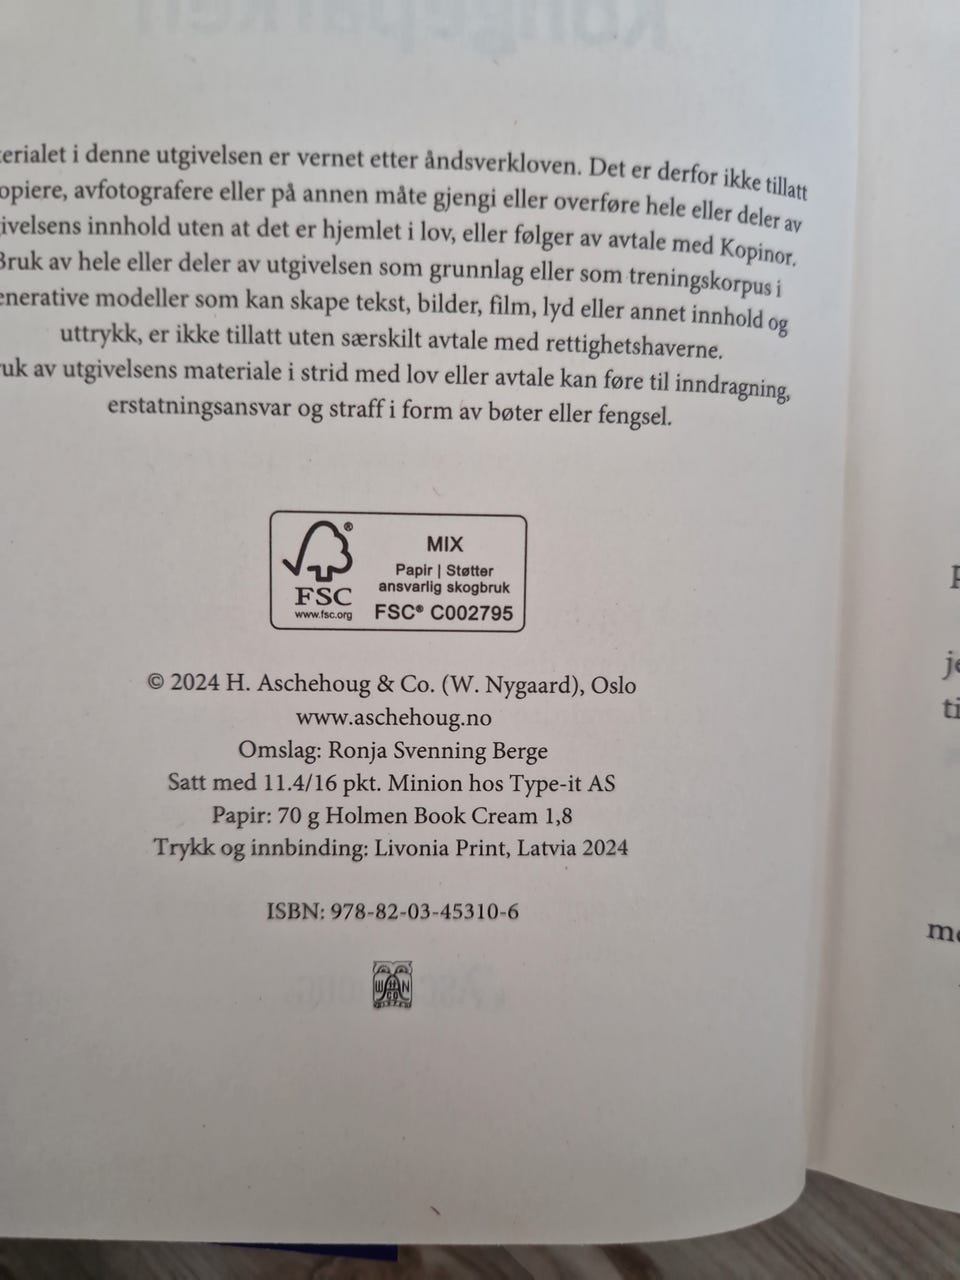 erialet i denne utgivelsen er vernet etter åndsverkloven. Det er derfor ikke tillatt
opiere, avfotografere eller på annen måte gjengi eller overføre hele eller deler av
ivelsens innhold uten at det er hjemlet i lov, eller følger av avtale med Kopinor.
Bruk av hele eller deler av utgivelsen som grunnlag eller som treningskorpus i
enerative modeller som kan skape tekst, bilder, film, lyd eller annet innhold og
uttrykk, er ikke tillatt uten særskilt avtale med rettighetshaverne.
uk av utgivelsens materiale i strid med lov eller avtale kan føre til inndragning,
erstatningsansvar og straff i form av bøter eller fengsel.
FSC®
www.fsc.org
MIX
Papir | Støtter
ansvarlig skogbruk
FSC® C002795
© 2024 H. Aschehoug & Co. (W. Nygaard), Oslo
www.aschehoug.no
Omslag: Ronja Svenning Berge
Satt med 11.4/16 pkt. Minion hos Type-it AS
Papir: 70 g Holmen Book Cream 1,8
Trykk og innbinding: Livonia Print, Latvia 2024
ISBN: 978-82-03-45310-6